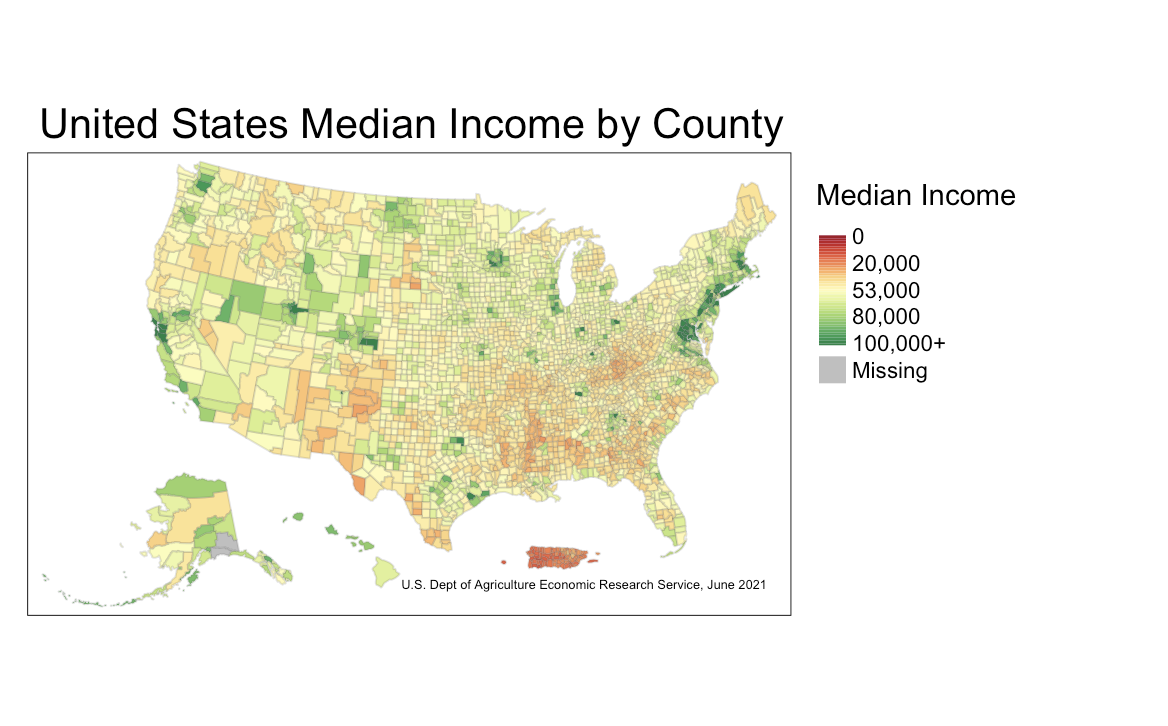 United States Median Income by County
Median Income
0
20,000
53,000
80,000
100,000+
Missing
U.S. Dept of Agriculture Economic Research Service, June 2021